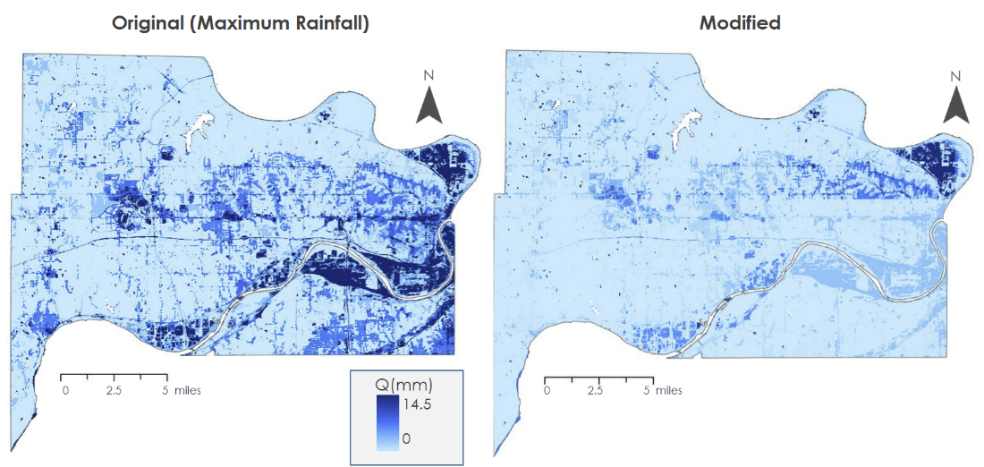 Original (Maximum Rainfall)
Modified
N
N
0 2.5 5 miles
0 2.5 5 miles
Q(mm)
14.5
0